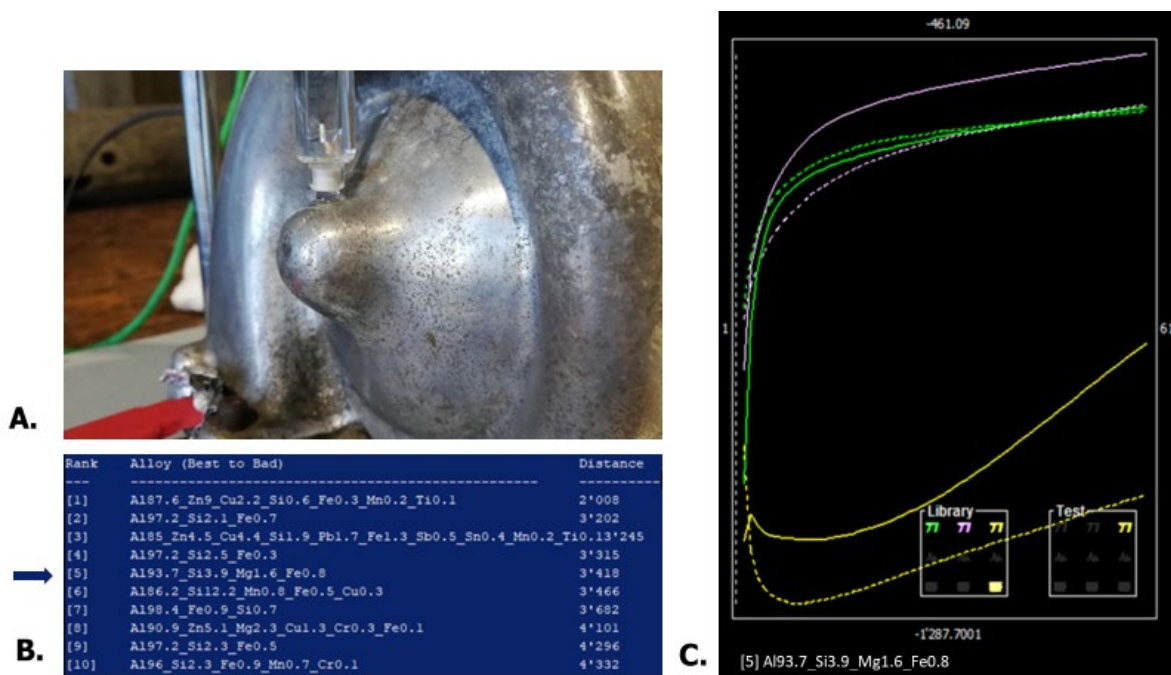 A.
Rank Alloy (Best to Bad) Distance
--- ------------------------------------------------- ----------
[1] Al87.6_Zn9_Cu2.2_Si0.6_Fe0.3_Mn0.2_Ti0.1 2'008
[2] Al97.2_Si2.1_Fe0.7 3'202
[3] Al85_Zn4.5_Cu4.4_Si1.9_Pb1.7_Fe1.3_Sb0.5_Sn0.4_Mn0.2_Ti0.13'245
[4] Al97.2_Si2.5_Fe0.3 3'315
[5] Al93.7_Si3.9_Mg1.6_Fe0.8 3'418
[6] Al86.2_Si12.2_Mn0.8_Fe0.5_Cu0.3 3'466
[7] Al98.4_Fe0.9_Si0.7 3'682
[8] Al90.9_Zn5.1_Mg2.3_Cu1.3_Cr0.3_Fe0.1 4'101
[9] Al97.2_Si2.3_Fe0.5 4'296
[10] Al96_Si2.3_Fe0.9_Mn0.7_Cr0.1 4'332
B.
-461.09
1
61
Library Test
-1'287.7001
[5] Al93.7_Si3.9_Mg1.6_Fe0.8
C.